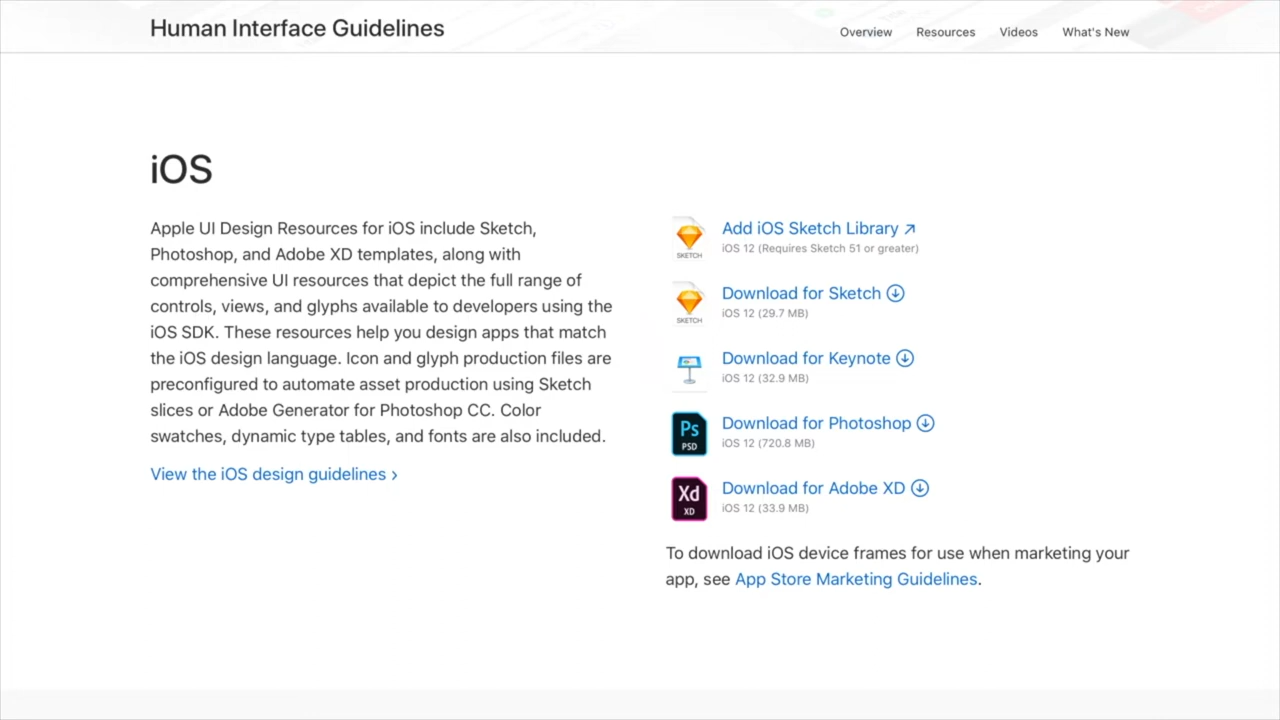 Human Interface Guidelines
Overview
Resources
Videos
What's New
iOS
Apple UI Design Resources for iOS include Sketch,
Photoshop, and Adobe XD templates, along with
comprehensive UI resources that depict the full range of
controls, views, and glyphs available to developers using the
iOS SDK. These resources help you design apps that match
the iOS design language. Icon and glyph production files are
preconfigured to automate asset production using Sketch
slices or Adobe Generator for Photoshop CC. Color
swatches, dynamic type tables, and fonts are also included.
View the iOS design guidelines ›
SKETCH
Add iOS Sketch Library ↗
iOS 12 (Requires Sketch 51 or greater)
SKETCH
Download for Sketch
iOS 12 (29.7 MB)
Download for Keynote
iOS 12 (32.9 MB)
Ps
PSD
Download for Photoshop
iOS 12 (720.8 MB)
Xd
XD
Download for Adobe XD
iOS 12 (33.9 MB)
To download iOS device frames for use when marketing your
app, see App Store Marketing Guidelines.